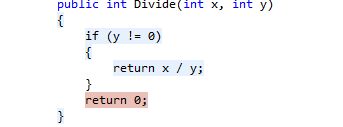 public int Divide(int x, int y)
{
if (y != 0)
{
return x / y;
}
return 0;
}